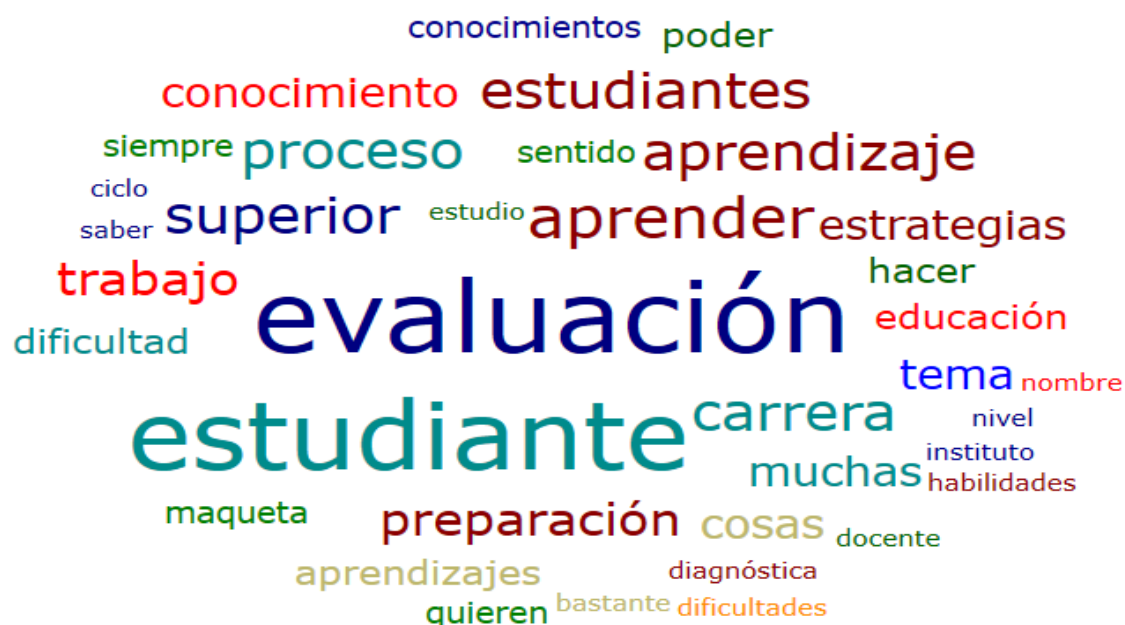 conocimientos poder
conocimiento estudiantes
siempre proceso sentido aprendizaje
ciclo
saber superior estudio aprender estrategias
trabajo hacer
evaluación educación
dificultad
tema nombre
estudiante carrera nivel
instituto
muchas habilidades
maqueta preparación cosas docente
aprendizajes diagnóstica
quieren bastante dificultades